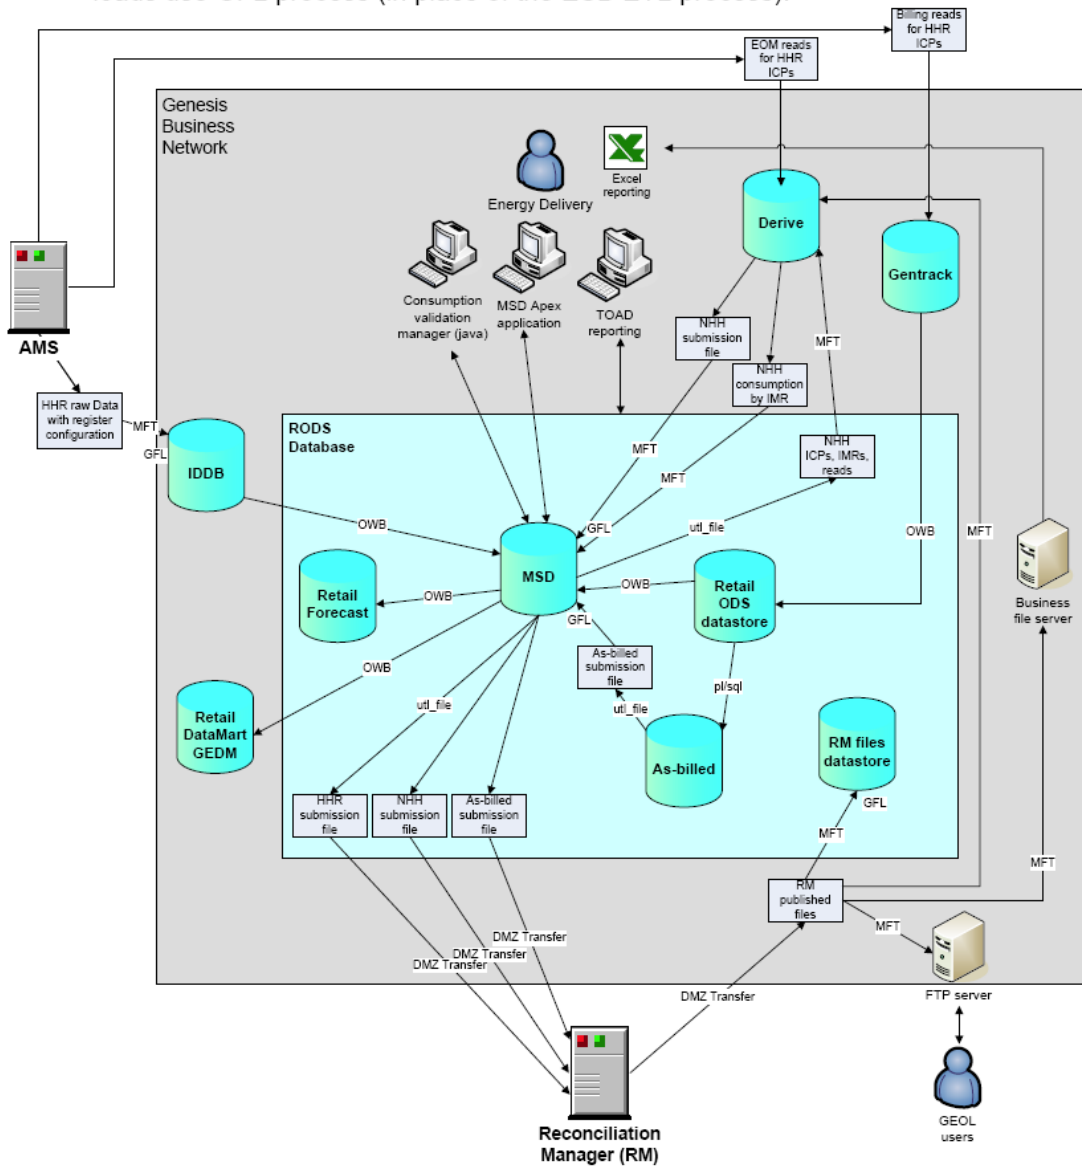 Billing reads
for HHR
ICPs
EOM reads
for HHR
ICPs
Genesis
Business
Network
Energy Delivery
Excel
reporting
Derive
Gentrack
Consumption
validation
manager (java)
MSD Apex
application
TOAD
reporting
AMS
NHH
submission
file
MFT
NHH
consumption
by IMR
HHR raw Data
with register
configuration
MFT
GFL
IDDB
RODS
Database
NHH
ICPs, IMRs,
reads
MFT
MFT
OWB
GFL
utl_file
OWB
MFT
MSD
Retail
Forecast
OWB
OWB
Retail
ODS
datastore
Business
file server
GFL
As-billed
submission
file
OWB
pl/sql
utl_file
utl_file
Retail
DataMart
GEDM
As-billed
RM files
datastore
GFL
HHR
submission
file
NHH
submission
file
As-billed
submission
file
MFT
MFT
RM
published
files
MFT
DMZ Transfer
DMZ Transfer
DMZ Transfer
DMZ Transfer
FTP server
Reconciliation
Manager (RM)
GEOL
users